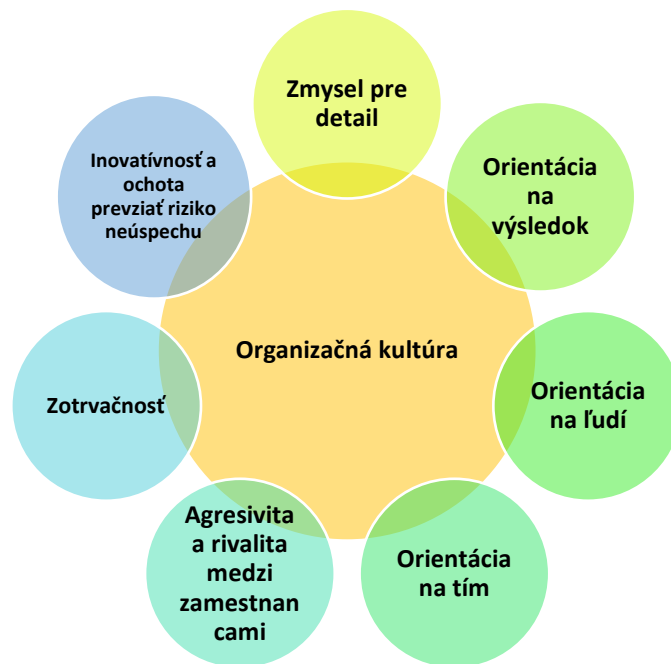 Zmysel pre
detail
Orientácia
na
výsledok
Orientácia
na ľudí
Orientácia
na tím
Agresivita
a rivalita
medzi
zamestnan
cami
Zotrvačnosť
Inovatívnosť a
ochota
prevziať riziko
neúspechu
Organizačná kultúra